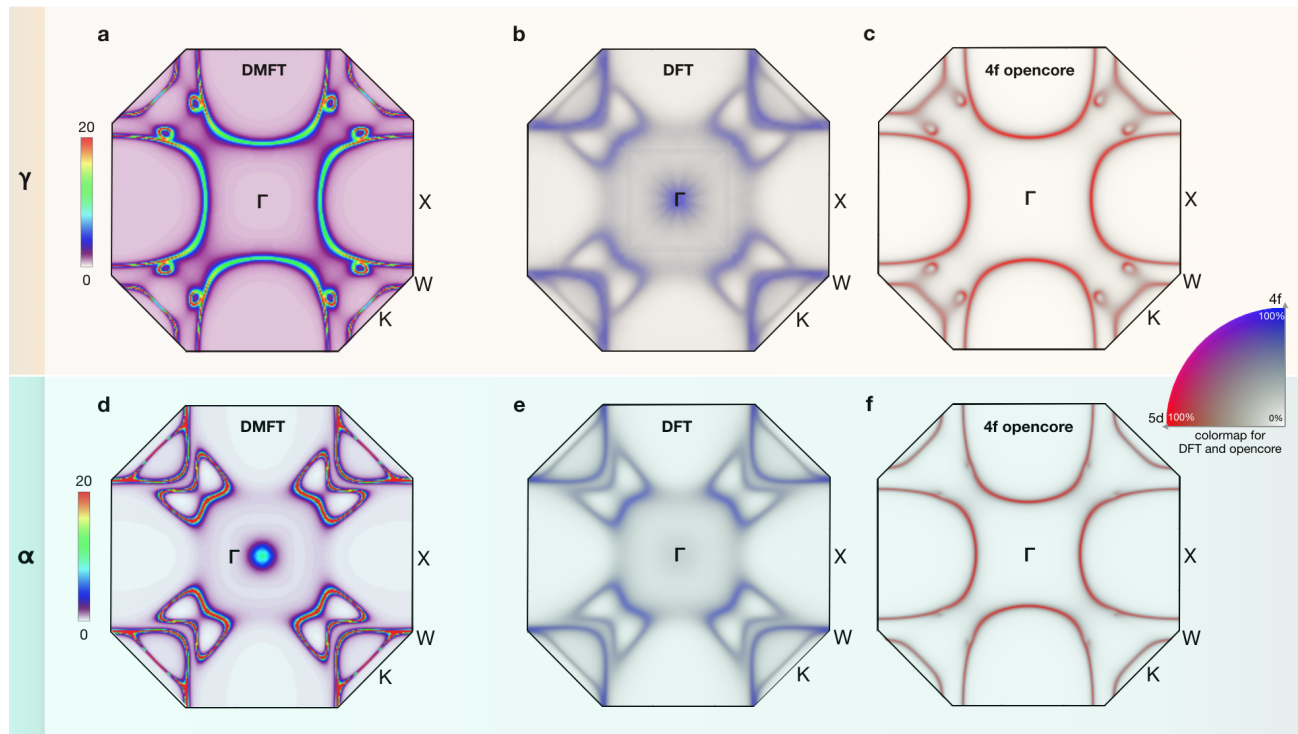 a
b
c
DMFT
DFT
4f opencore
20
0
γ
Γ
Γ
Γ
X
X
X
W
W
W
K
K
K
4f
100%
5d
100%
0%
colormap for
DFT and opencore
d
e
f
DMFT
DFT
4f opencore
20
0
α
Γ
Γ
Γ
X
X
X
W
W
W
K
K
K